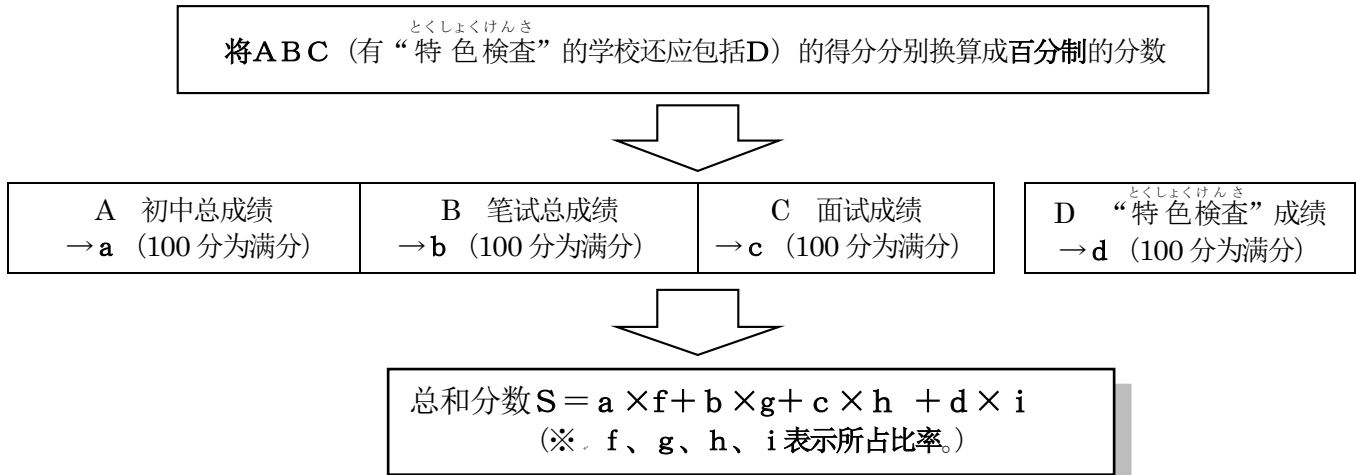 とくしょくけんさ
将ABC（有“特色検査”的学校还应包括D）的得分分别换算成百分制的分数
A 初中总成绩
→a（100分为满分）
B 笔试总成绩
→b（100分为满分）
C 面试成绩
→c（100分为满分）
とくしょくけんさ
D “特色検査”成绩
→d（100分为满分）
总和分数S＝a×f＋b×g＋c×h＋d×i
（※ f、g、h、i表示所占比率。）